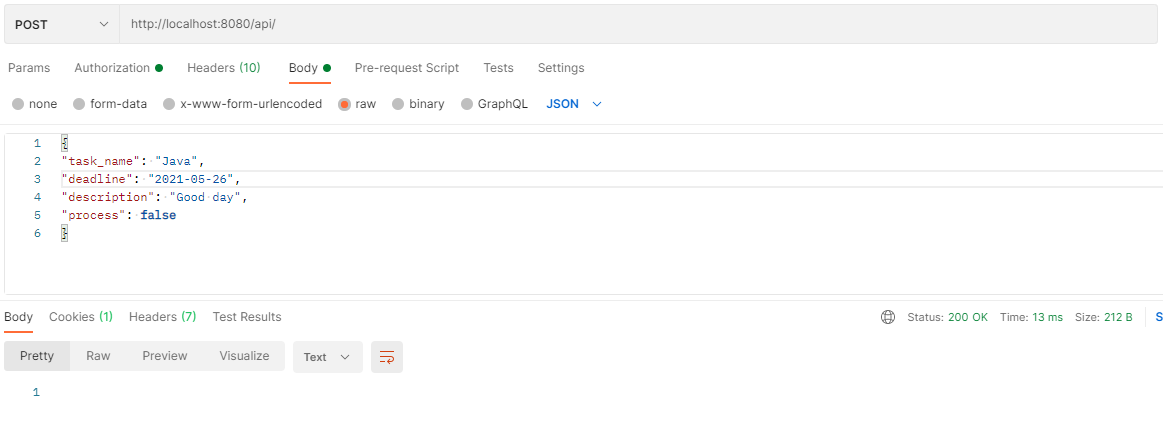 POST http://localhost:8080/api/
Params Authorization Headers (10) Body Pre-request Script Tests Settings
none form-data x-www-form-urlencoded raw binary GraphQL JSON
1 {
2 "task_name": "Java",
3 "deadline": "2021-05-26",
4 "description": "Good day",
5 "process": false
6 }
Body Cookies (1) Headers (7) Test Results Status: 200 OK Time: 13 ms Size: 212 B S
Pretty Raw Preview Visualize Text
1